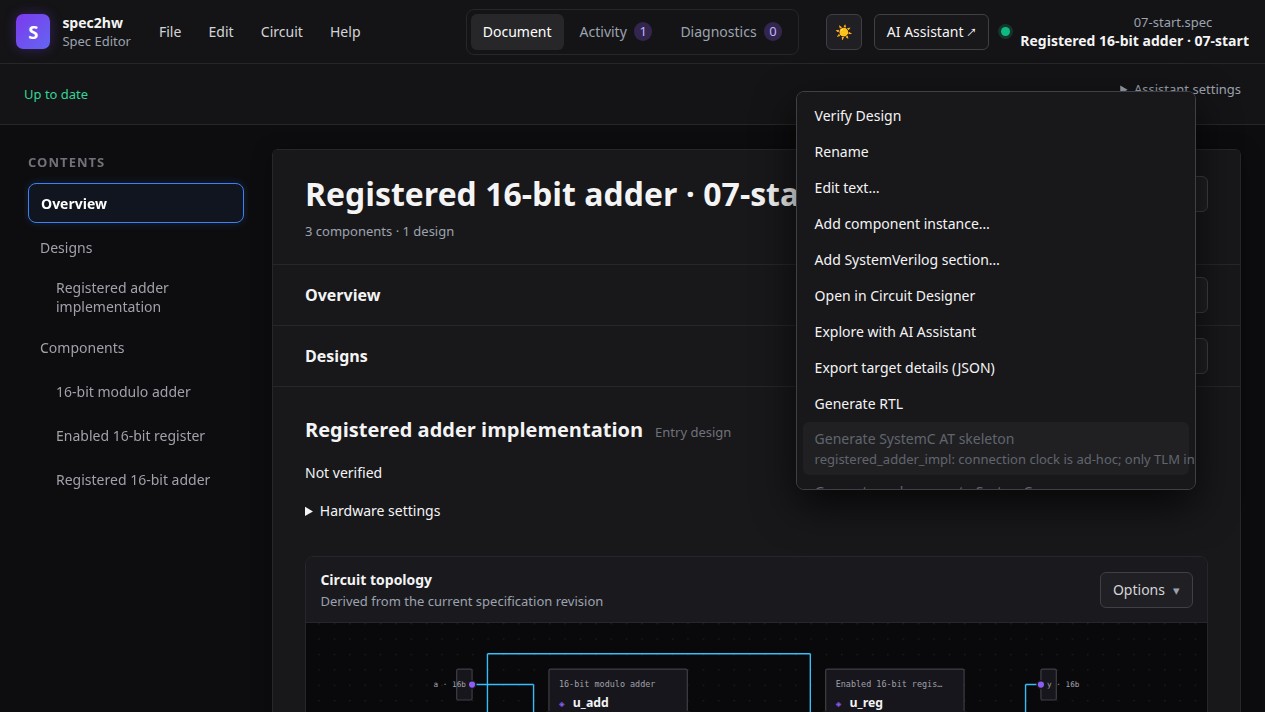 S
spec2hw
Spec Editor
File
Edit
Circuit
Help
Document
Activity 1
Diagnostics 0
AI Assistant ↗
07-start.spec
Registered 16-bit adder · 07-start
Up to date
Assistant settings
CONTENTS
Overview
Designs
Registered adder
implementation
Components
16-bit modulo adder
Enabled 16-bit register
Registered 16-bit adder
Registered 16-bit adder · 07-sta
3 components · 1 design
Overview
Designs
Registered adder implementation Entry design
Not verified
Hardware settings
Verify Design
Rename
Edit text...
Add component instance...
Add SystemVerilog section...
Open in Circuit Designer
Explore with AI Assistant
Export target details (JSON)
Generate RTL
Generate SystemC AT skeleton
registered_adder_impl: connection clock is ad-hoc; only TLM in
Circuit topology
Derived from the current specification revision
Options
a · 16b
16-bit modulo adder
u_add
Enabled 16-bit regis…
u_reg
y · 16b